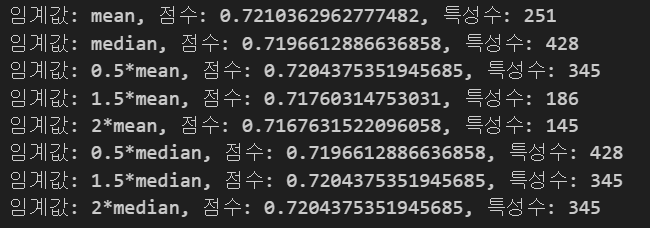 임계값: mean, 점수: 0.7210362962777482, 특성수: 251
임계값: median, 점수: 0.7196612886636858, 특성수: 428
임계값: 0.5*mean, 점수: 0.7204375351945685, 특성수: 345
임계값: 1.5*mean, 점수: 0.71760314753031, 특성수: 186
임계값: 2*mean, 점수: 0.7167631522096058, 특성수: 145
임계값: 0.5*median, 점수: 0.7196612886636858, 특성수: 428
임계값: 1.5*median, 점수: 0.7204375351945685, 특성수: 345
임계값: 2*median, 점수: 0.7204375351945685, 특성수: 345